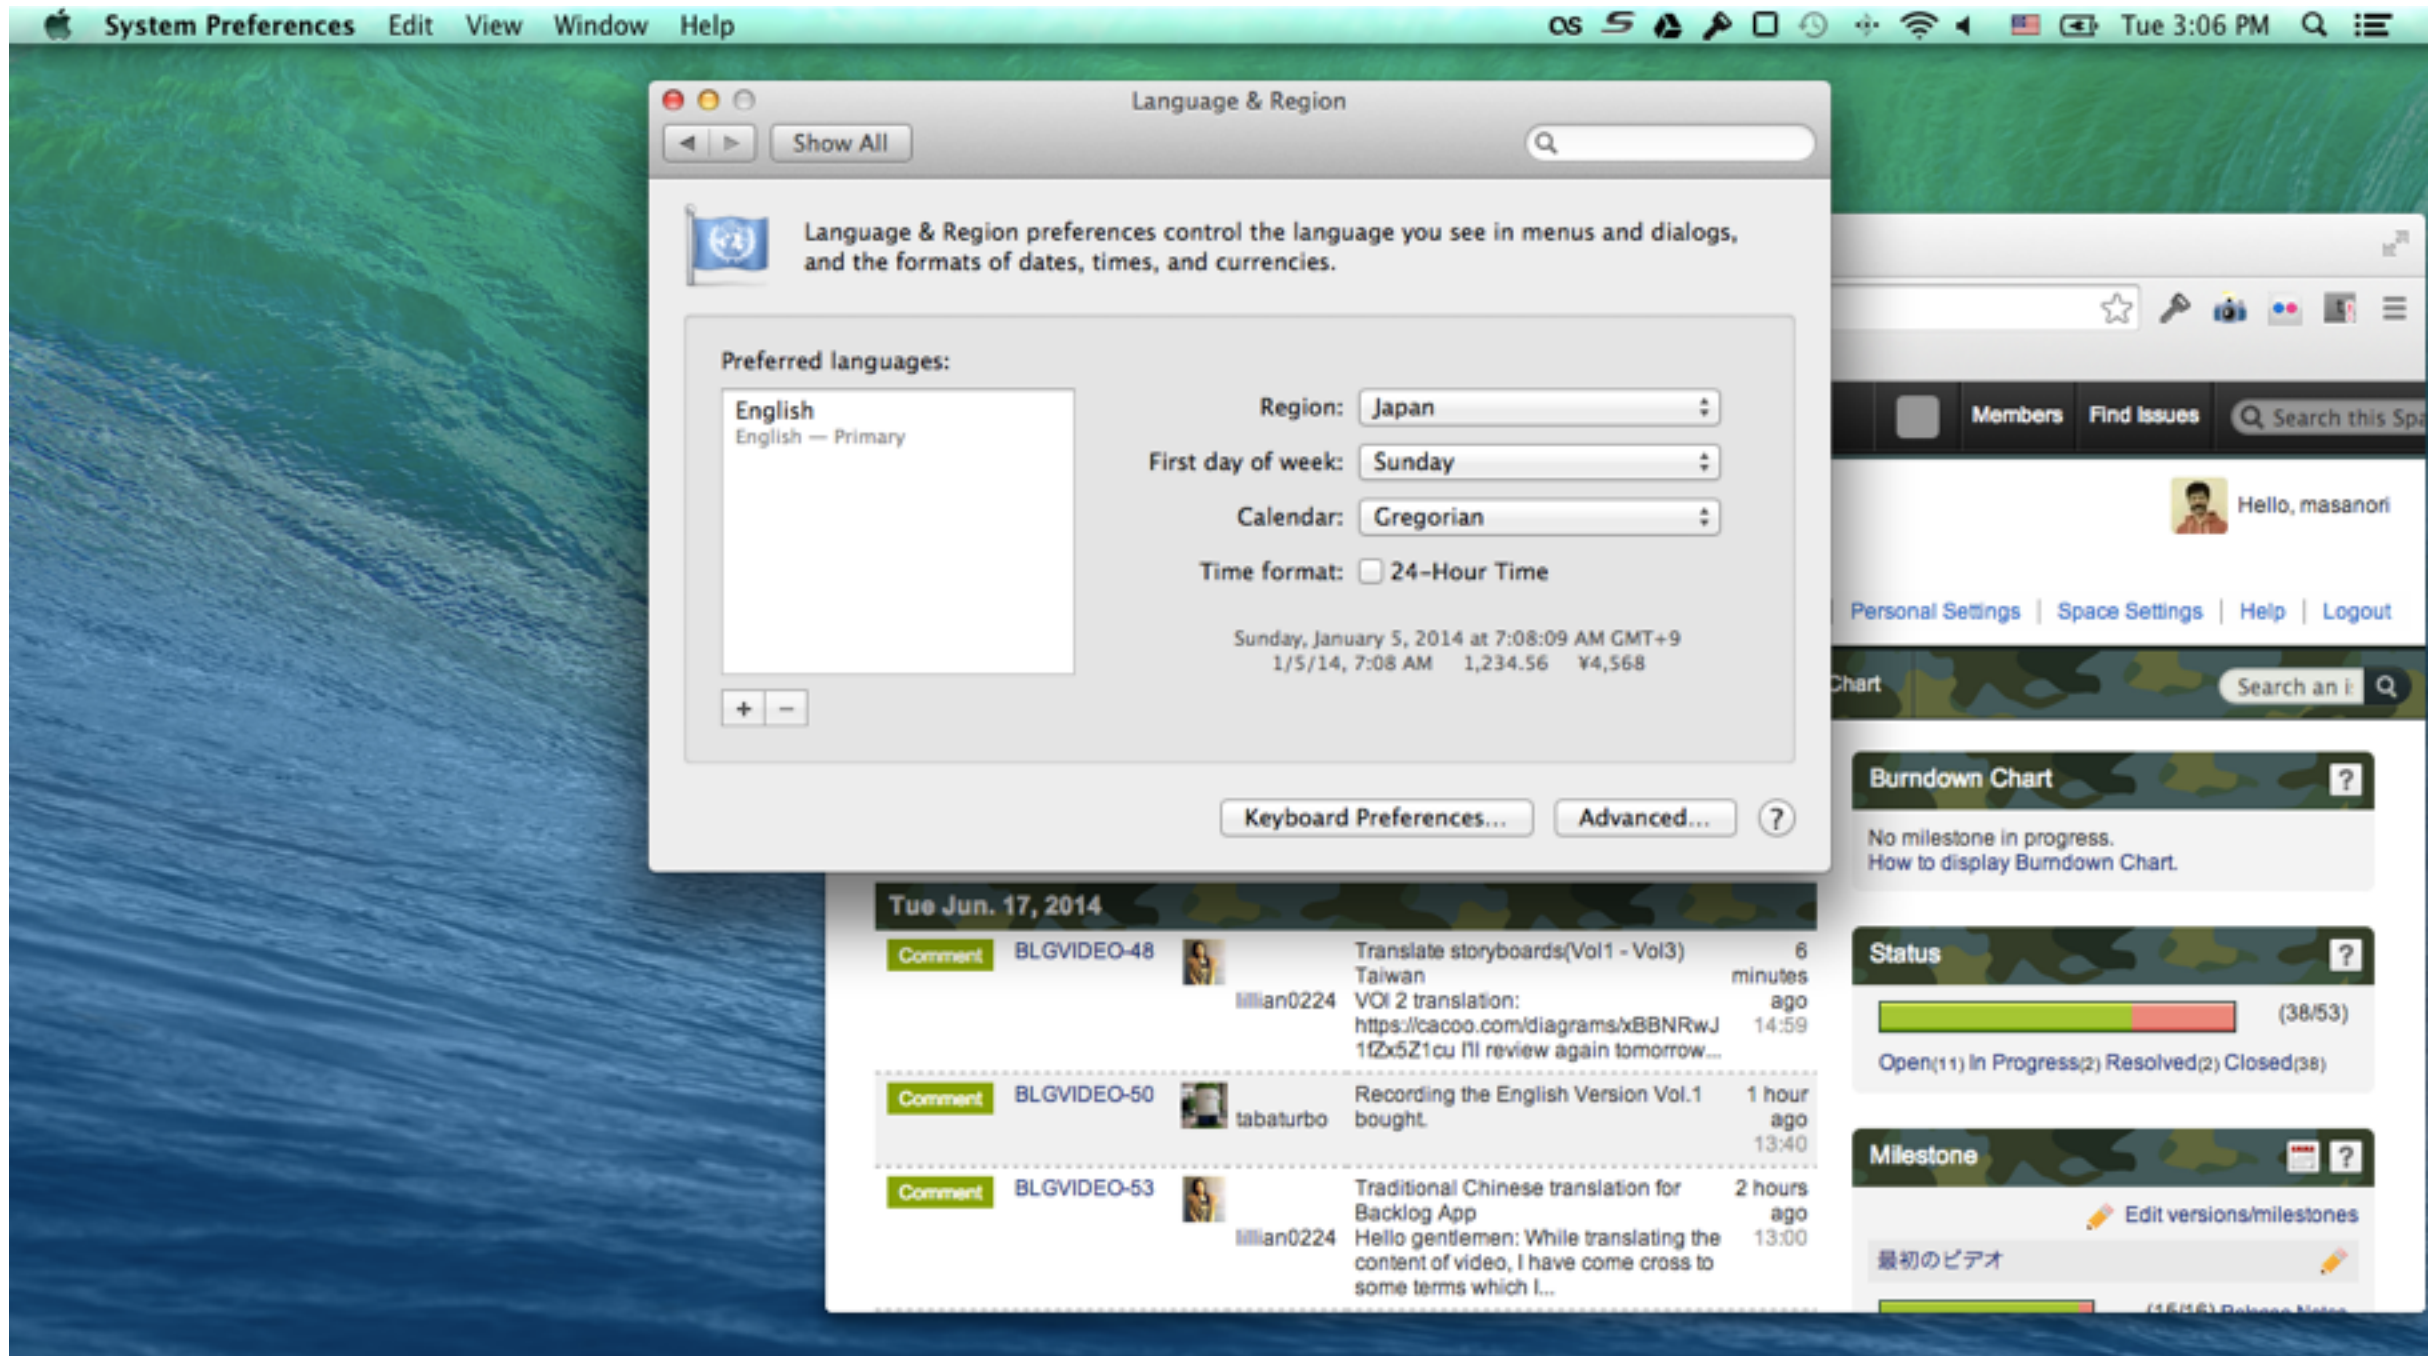 System Preferences Edit View Window Help
Tue 3:06 PM
Language & Region
Show All
Language & Region preferences control the language you see in menus and dialogs,
and the formats of dates, times, and currencies.
Preferred languages:
English
English — Primary
Region: Japan
First day of week: Sunday
Calendar: Gregorian
Time format: 24-Hour Time
Sunday, January 5, 2014 at 7:08:09 AM GMT+9
1/5/14, 7:08 AM 1,234.56 ¥4,568
+ −
Keyboard Preferences... Advanced... ?
Members Find Issues Search this Spa
Hello, masanori
Personal Settings | Space Settings | Help | Logout
Chart
Search an i
Burndown Chart ?
No milestone in progress.
How to display Burndown Chart.
Status ?
(38/53)
Open(11) In Progress(2) Resolved(2) Closed(38)
Milestone ?
Edit versions/milestones
最初のビデオ
(15/16) Release Notes
Tue Jun. 17, 2014
Comment BLGVIDEO-48
lillian0224
Translate storyboards(Vol1 - Vol3)
Taiwan
VOl 2 translation:
https://cacoo.com/diagrams/xBBNRwJ
1fZx5Z1cu I'll review again tomorrow...
6
minutes
ago
14:59
Comment BLGVIDEO-50
tabaturbo
Recording the English Version Vol.1
bought.
1 hour
ago
13:40
Comment BLGVIDEO-53
lillian0224
Traditional Chinese translation for
Backlog App
Hello gentlemen: While translating the
content of video, I have come cross to
some terms which I...
2 hours
ago
13:00